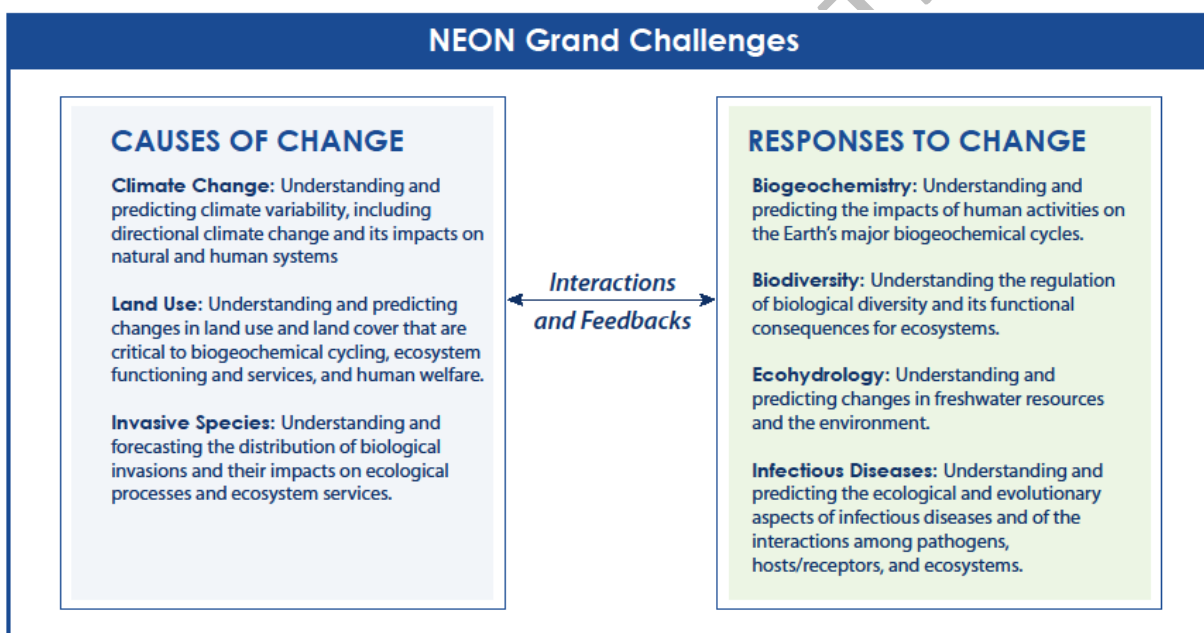 NEON Grand Challenges
CAUSES OF CHANGE
Climate Change: Understanding and
predicting climate variability, including
directional climate change and its impacts on
natural and human systems
Land Use: Understanding and predicting
changes in land use and land cover that are
critical to biogeochemical cycling, ecosystem
functioning and services, and human welfare.
Invasive Species: Understanding and
forecasting the distribution of biological
invasions and their impacts on ecological
processes and ecosystem services.
Interactions
and Feedbacks
RESPONSES TO CHANGE
Biogeochemistry: Understanding and
predicting the impacts of human activities on
the Earth's major biogeochemical cycles.
Biodiversity: Understanding the regulation
of biological diversity and its functional
consequences for ecosystems.
Ecohydrology: Understanding and
predicting changes in freshwater resources
and the environment.
Infectious Diseases: Understanding and
predicting the ecological and evolutionary
aspects of infectious diseases and of the
interactions among pathogens,
hosts/receptors, and ecosystems.